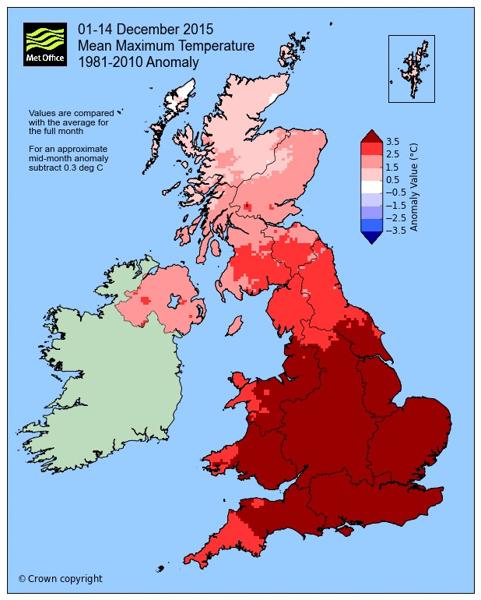 Met Office
01-14 December 2015
Mean Maximum Temperature
1981-2010 Anomaly
Values are compared
with the average for
the full month
For an approximate
mid-month anomaly
subtract 0.3 deg C
3.5
2.5
1.5
0.5
−0.5
−1.5
−2.5
−3.5
Anomaly Value (°C)
© Crown copyright